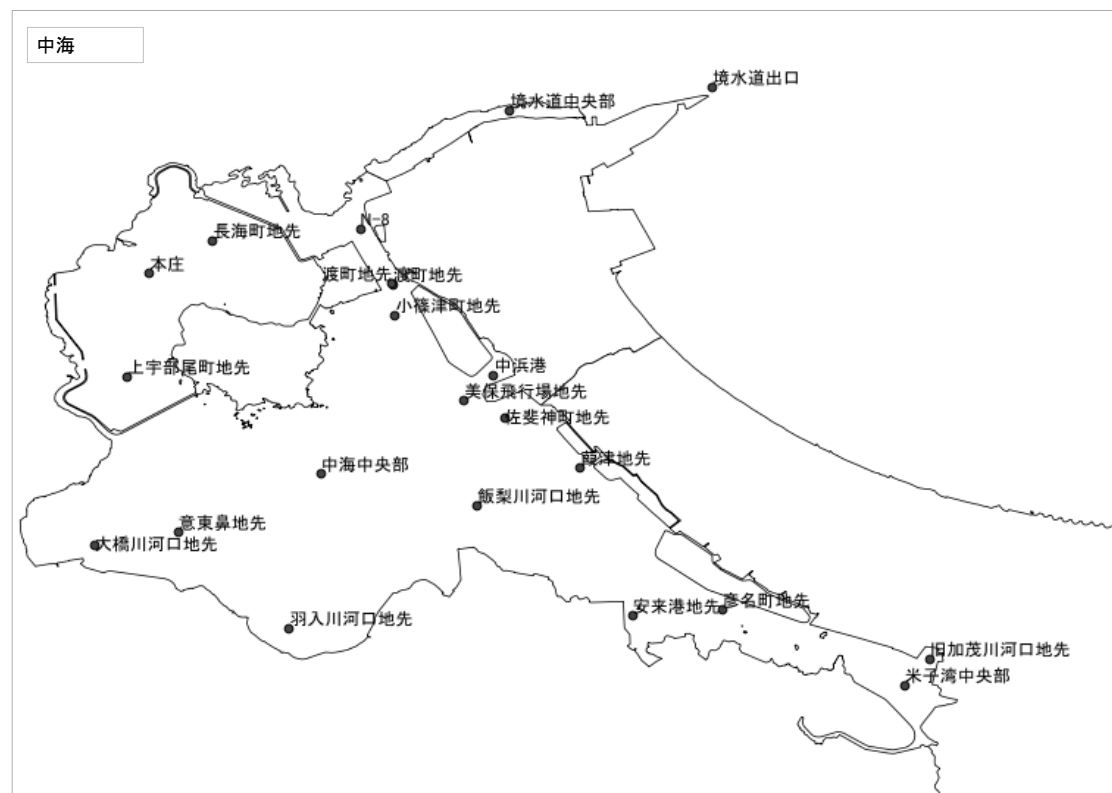 中海
境水道出口
境水道中央部
N-8
長海町地先
本庄
渡町地先
渡町地先
小篠津町地先
上宇部尾町地先
中浜港
美保飛行場地先
佐斐神町地先
中海中央部
葭津地先
飯梨川河口地先
意東鼻地先
大橋川河口地先
安来港地先
彦名町地先
羽入川河口地先
旧加茂川河口地先
米子湾中央部